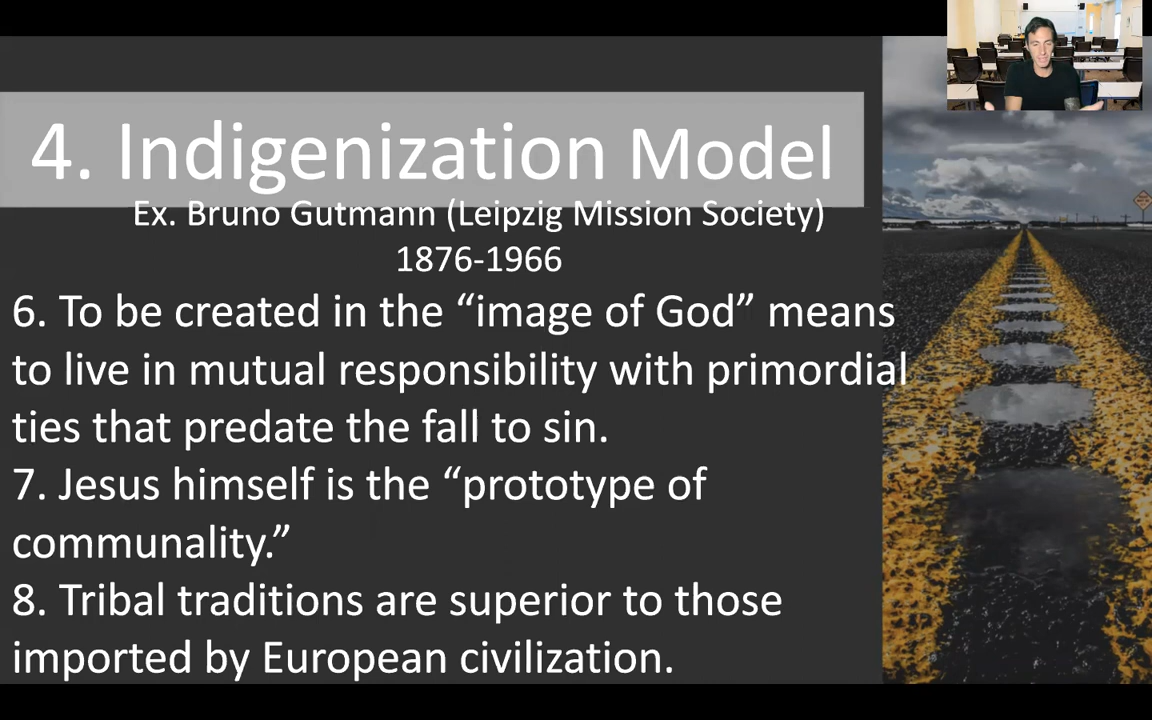 4. Indigenization Model
Ex. Bruno Gutmann (Leipzig Mission Society)
1876-1966
6. To be created in the “image of God” means
to live in mutual responsibility with primordial
ties that predate the fall to sin.
7. Jesus himself is the “prototype of
communality.”
8. Tribal traditions are superior to those
imported by European civilization.